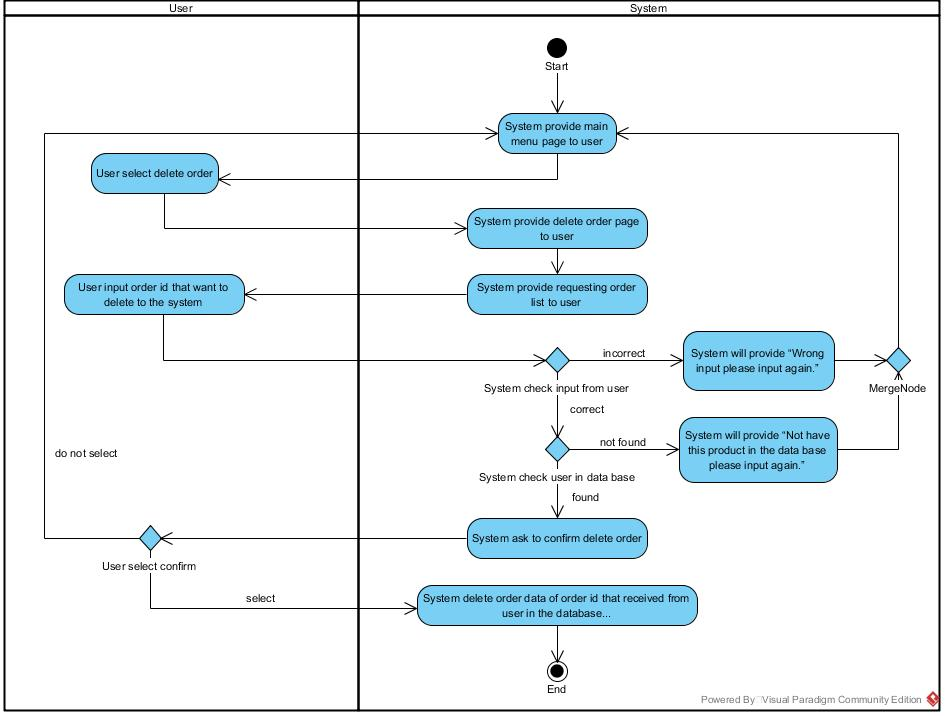 User
System
Start
System provide main
menu page to user
User select delete order
System provide delete order page
to user
User input order id that want to
delete to the system
System provide requesting order
list to user
incorrect
System will provide “Wrong
input please input again.”
System check input from user
MergeNode
correct
not found
System will provide “Not have
this product in the data base
please input again.”
do not select
System check user in data base
found
System ask to confirm delete order
User select confirm
select
System delete order data of order id that received from
user in the database...
End
Powered By Visual Paradigm Community Edition